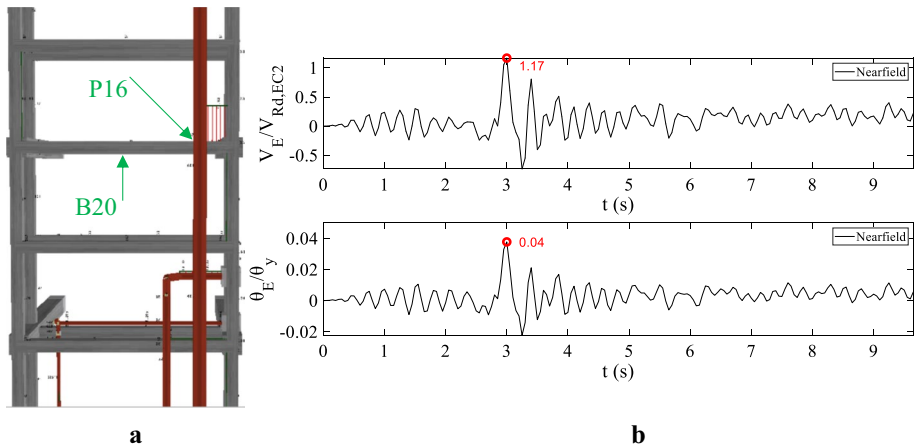 P16
B20
V_E/V_Rd,EC2
1
0.5
0
-0.5
1.17
Nearfield
0 1 2 3 4 5 6 7 8 9
t (s)
θ_E/θ_y
0.04
0.02
0
-0.02
0.04
Nearfield
0 1 2 3 4 5 6 7 8 9
t (s)
a
b